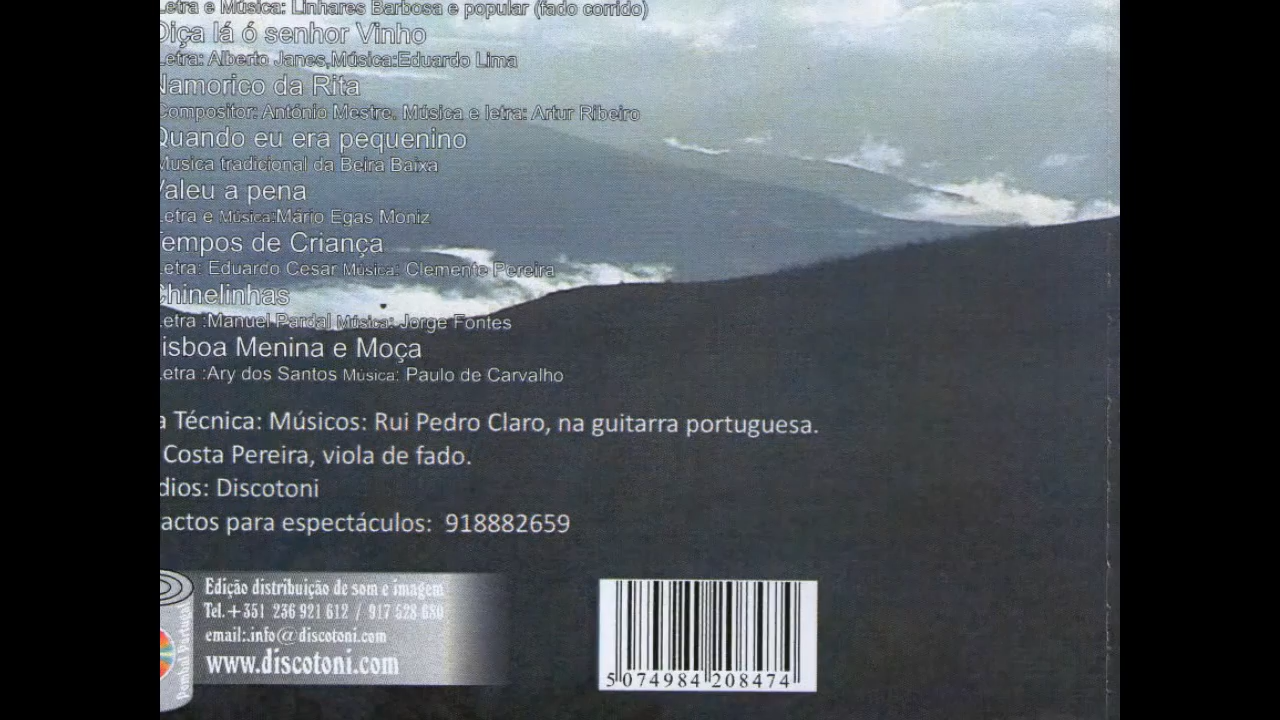 Letra e Música: Linhares Barbosa e popular (fado corrido)
Diça lá ó senhor Vinho
Letra: Alberto Janes,Música:Eduardo Lima
Namorico da Rita
Compositor: António Mestre. Música e letra: Artur Ribeiro
Quando eu era pequenino
Musica tradicional da Beira Baixa
Valeu a pena
Letra e Música:Mário Egas Moniz
Tempos de Criança
Letra: Eduardo Cesar Música: Clemente Pereira
Chinelinhas
Letra :Manuel Pardal Música: Jorge Fontes
isboa Menina e Moça
Letra :Ary dos Santos Música: Paulo de Carvalho
a Técnica: Músicos: Rui Pedro Claro, na guitarra portuguesa.
Costa Pereira, viola de fado.
dios: Discotoni
actos para espectáculos: 918882659
Edição distribuição de som e imagem
Tel.+351 236 921 612 / 917 528 680
email:.info@discotoni.com
www.discotoni.com
Pombal Portugal
5 074984 208474